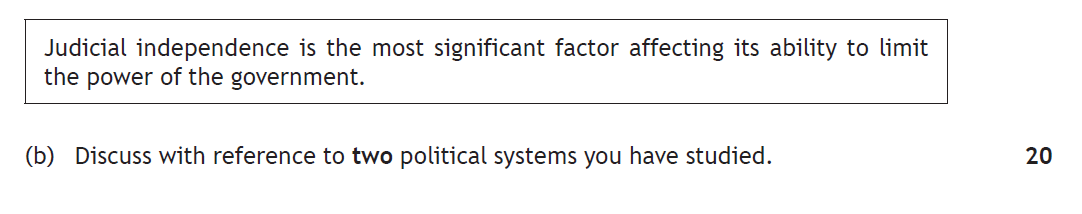 Judicial independence is the most significant factor affecting its ability to limit
the power of the government.
(b) Discuss with reference to two political systems you have studied. 20